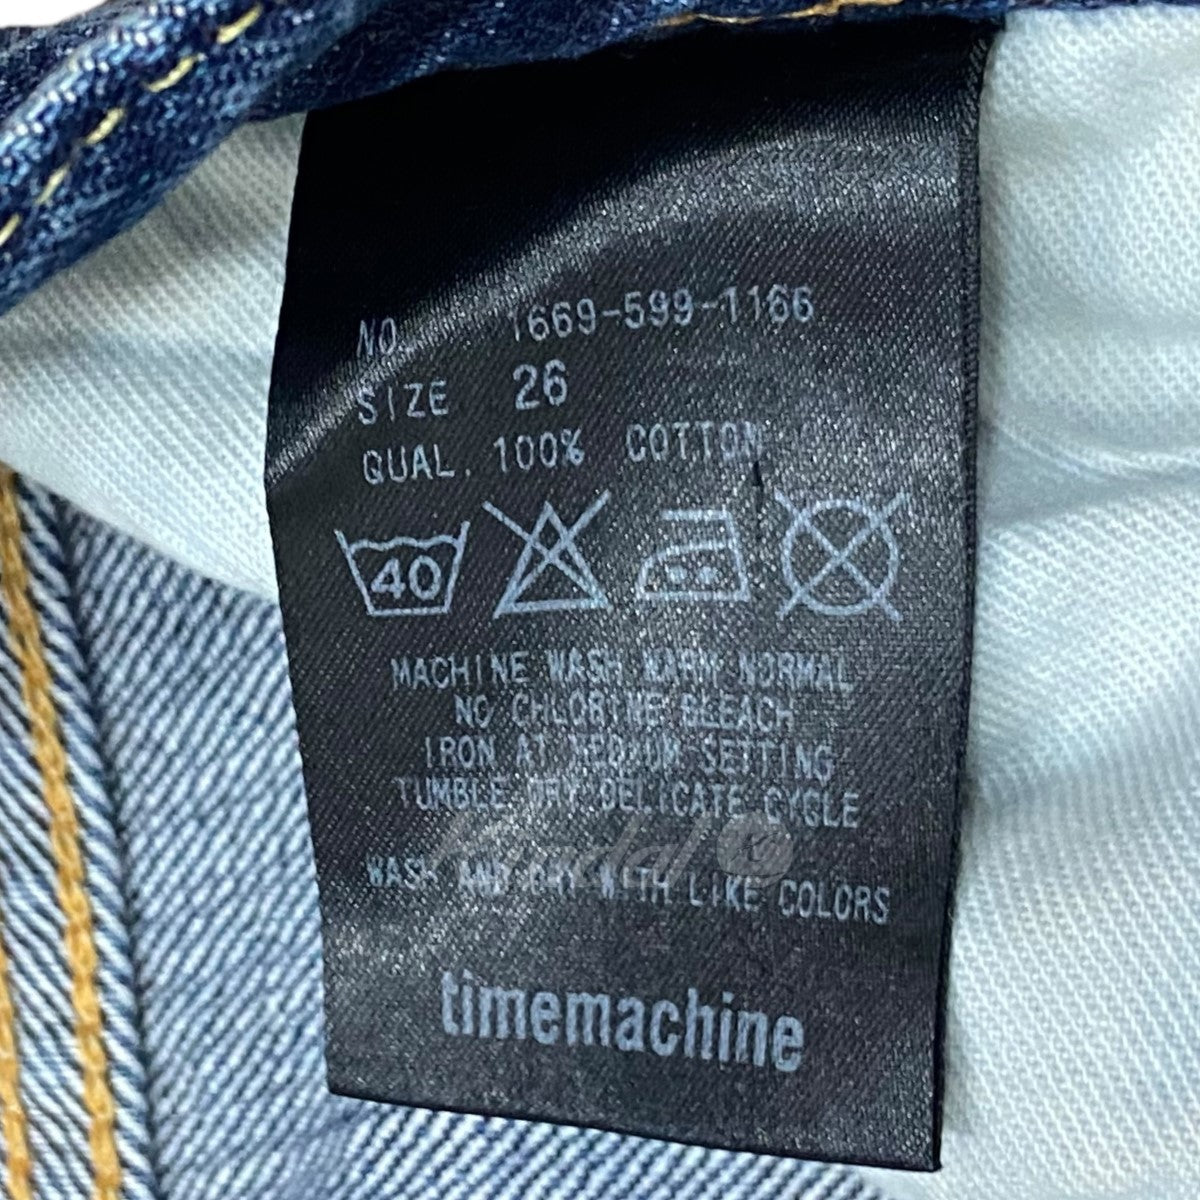 NO. 1669-599-1166
SIZE 26
QUAL. 100% COTTON
40
MACHINE WASH WARM NORMAL
NO CHLORINE BLEACH
IRON AT MEDIUM SETTING
TUMBLE DRY DELICATE CYCLE
Kindal
WASH AND DRY WITH LIKE COLORS
timemachine